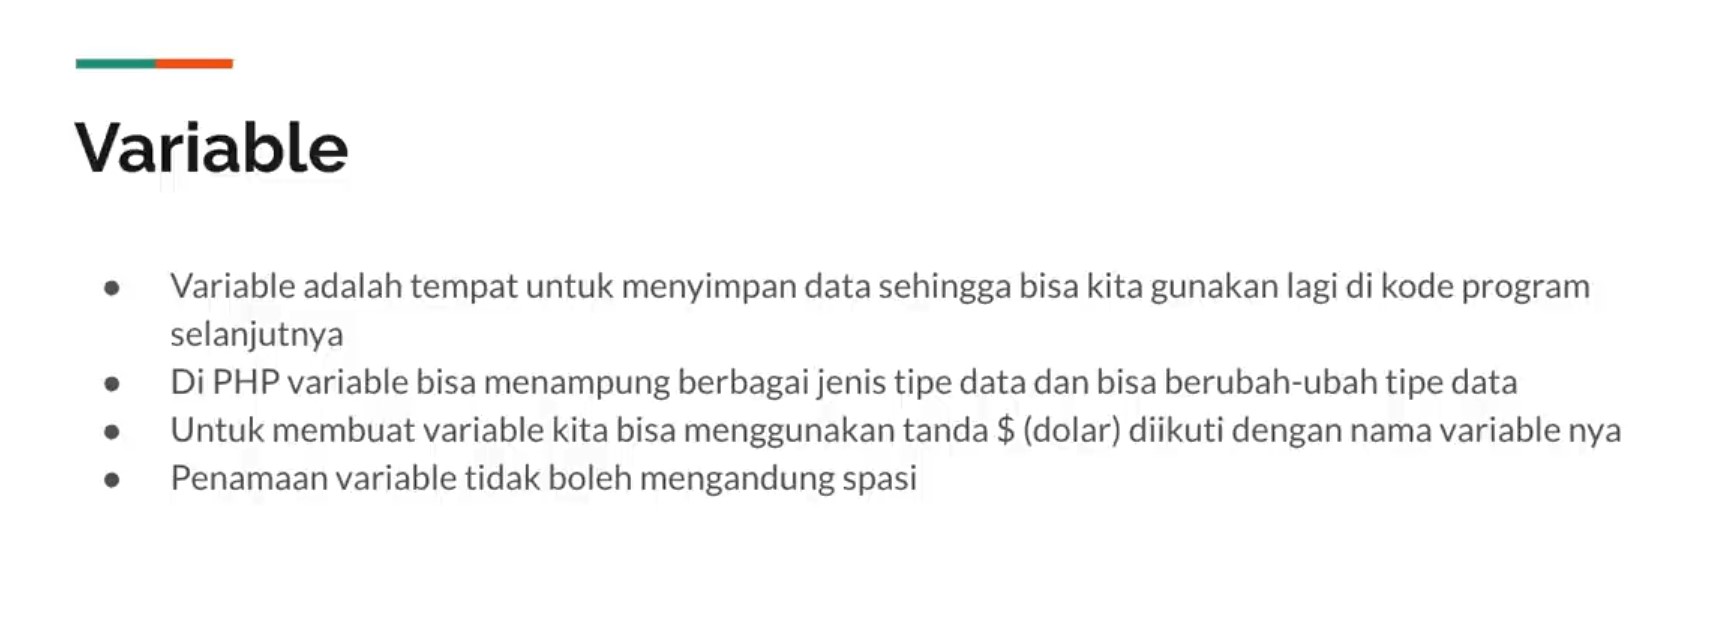 Variable
● Variable adalah tempat untuk menyimpan data sehingga bisa kita gunakan lagi di kode program
selanjutnya
● Di PHP variable bisa menampung berbagai jenis tipe data dan bisa berubah-ubah tipe data
● Untuk membuat variable kita bisa menggunakan tanda $ (dolar) diikuti dengan nama variable nya
● Penamaan variable tidak boleh mengandung spasi